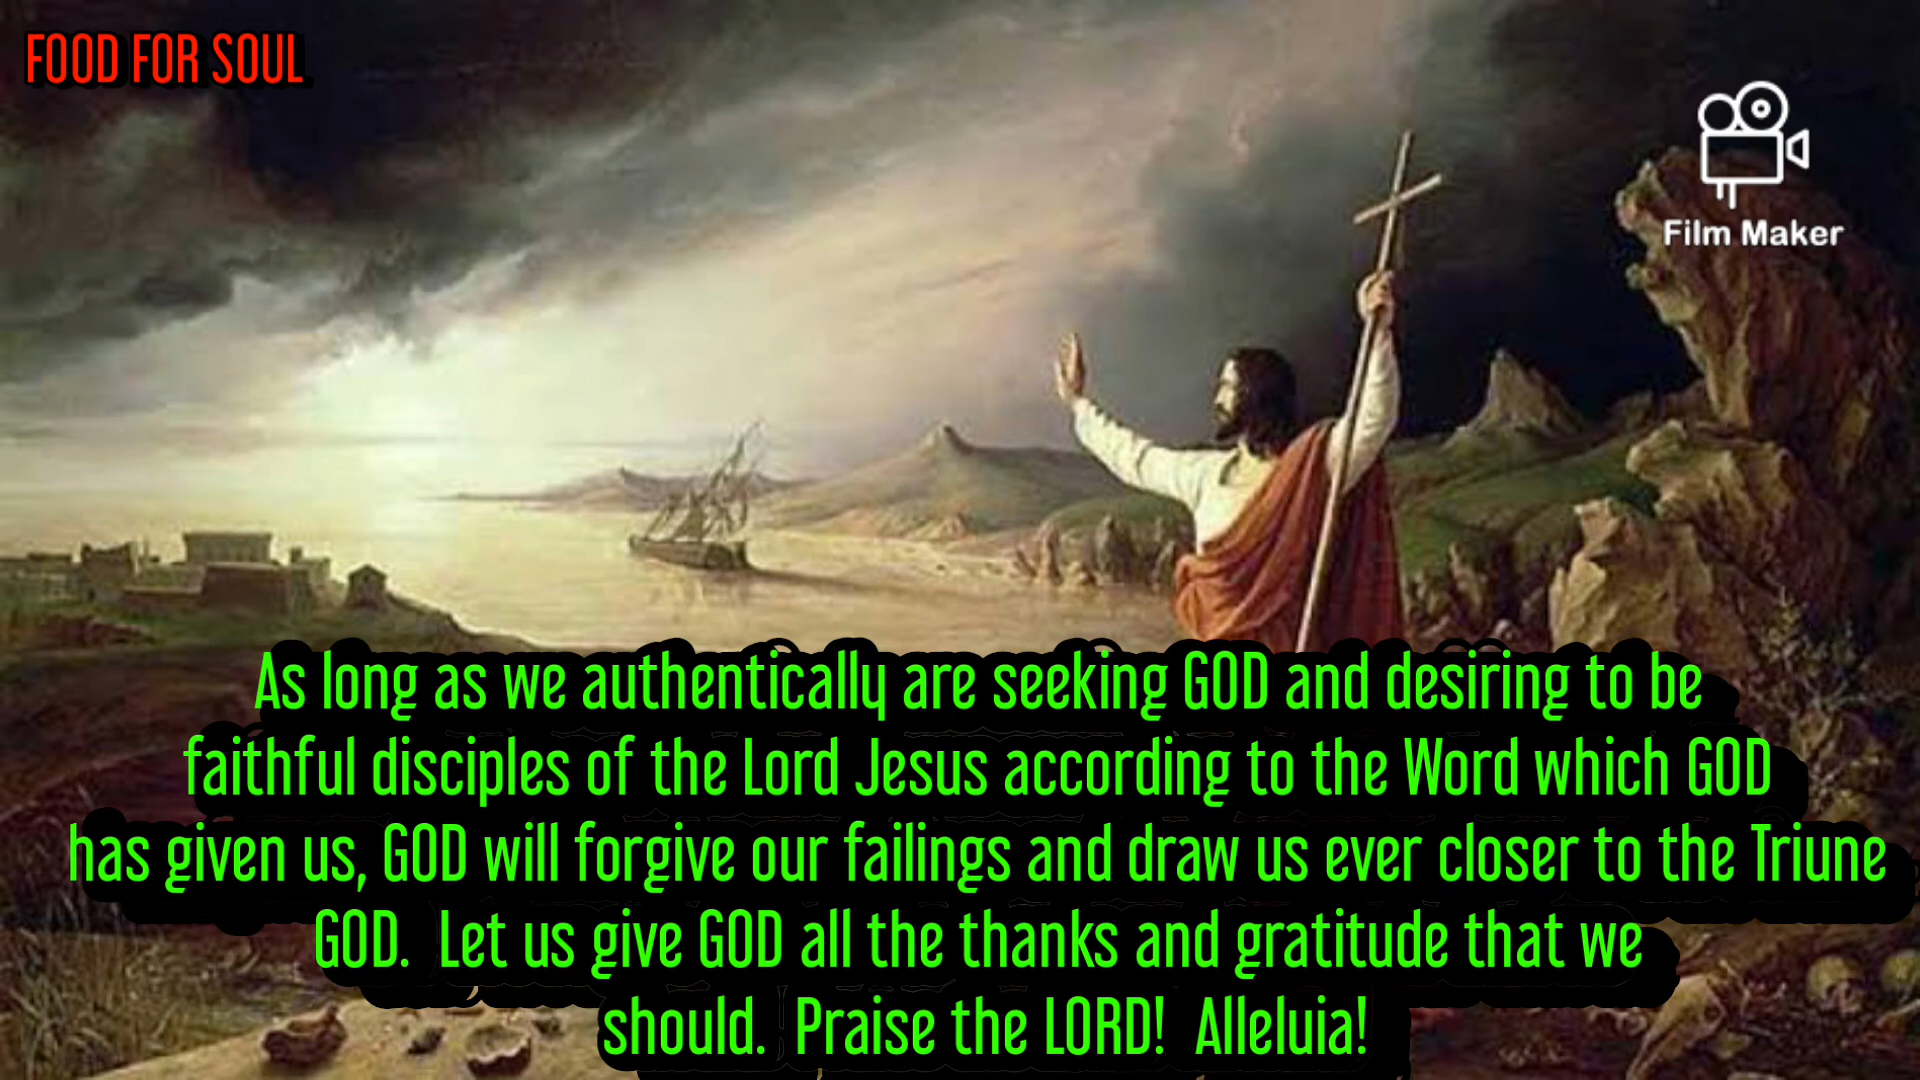 FOOD FOR SOUL
Film Maker
As long as we authentically are seeking GOD and desiring to be
faithful disciples of the Lord Jesus according to the Word which GOD
has given us, GOD will forgive our failings and draw us ever closer to the Triune
GOD.  Let us give GOD all the thanks and gratitude that we
should.  Praise the LORD!  Alleluia!